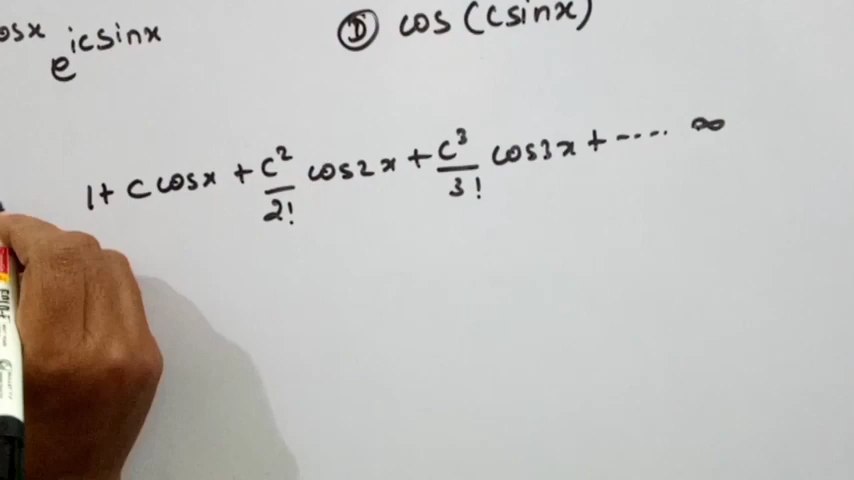 e^{icsinx} Ⓓ cos (csinx)
1 + c cosx + c²/2! cos2x + c³/3! cos3x + ---- ∞